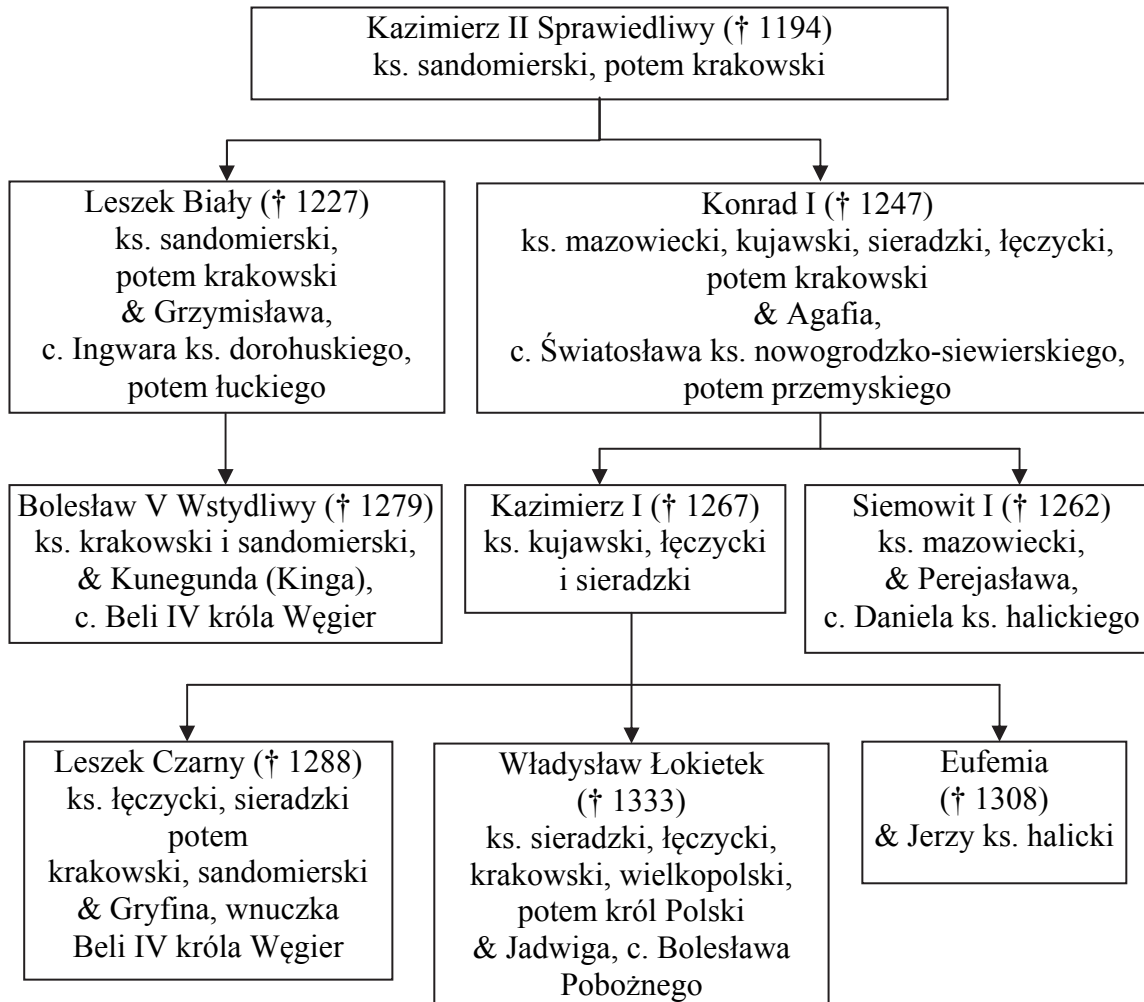 Kazimierz II Sprawiedliwy († 1194)
ks. sandomierski, potem krakowski
Leszek Biały († 1227)
ks. sandomierski,
potem krakowski
& Grzymisława,
c. Ingwara ks. dorohuskiego,
potem łuckiego
Konrad I († 1247)
ks. mazowiecki, kujawski, sieradzki, łęczycki,
potem krakowski
& Agafia,
c. Światosława ks. nowogrodzko-siewierskiego,
potem przemyskiego
Bolesław V Wstydliwy († 1279)
ks. krakowski i sandomierski,
& Kunegunda (Kinga),
c. Beli IV króla Węgier
Kazimierz I († 1267)
ks. kujawski, łęczycki
i sieradzki
Siemowit I († 1262)
ks. mazowiecki,
& Perejasława,
c. Daniela ks. halickiego
Leszek Czarny († 1288)
ks. łęczycki, sieradzki
potem
krakowski, sandomierski
& Gryfina, wnuczka
Beli IV króla Węgier
Władysław Łokietek
(† 1333)
ks. sieradzki, łęczycki,
krakowski, wielkopolski,
potem król Polski
& Jadwiga, c. Bolesława
Pobożnego
Eufemia
(† 1308)
& Jerzy ks. halicki